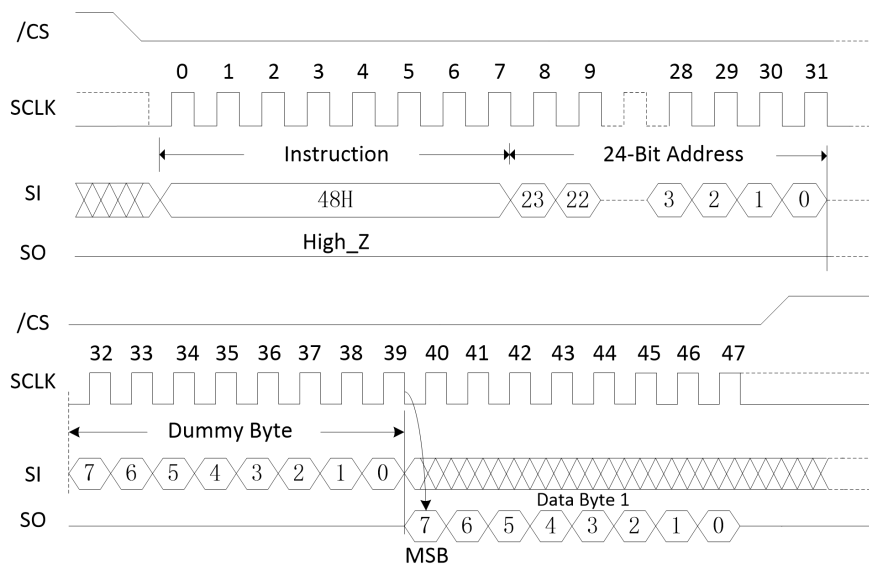 /CS
0 1 2 3 4 5 6 7 8 9 28 29 30 31
SCLK
Instruction 24-Bit Address
SI 48H 23 22 3 2 1 0
High_Z
SO
/CS
32 33 34 35 36 37 38 39 40 41 42 43 44 45 46 47
SCLK
Dummy Byte
SI 7 6 5 4 3 2 1 0
Data Byte 1
SO 7 6 5 4 3 2 1 0
MSB